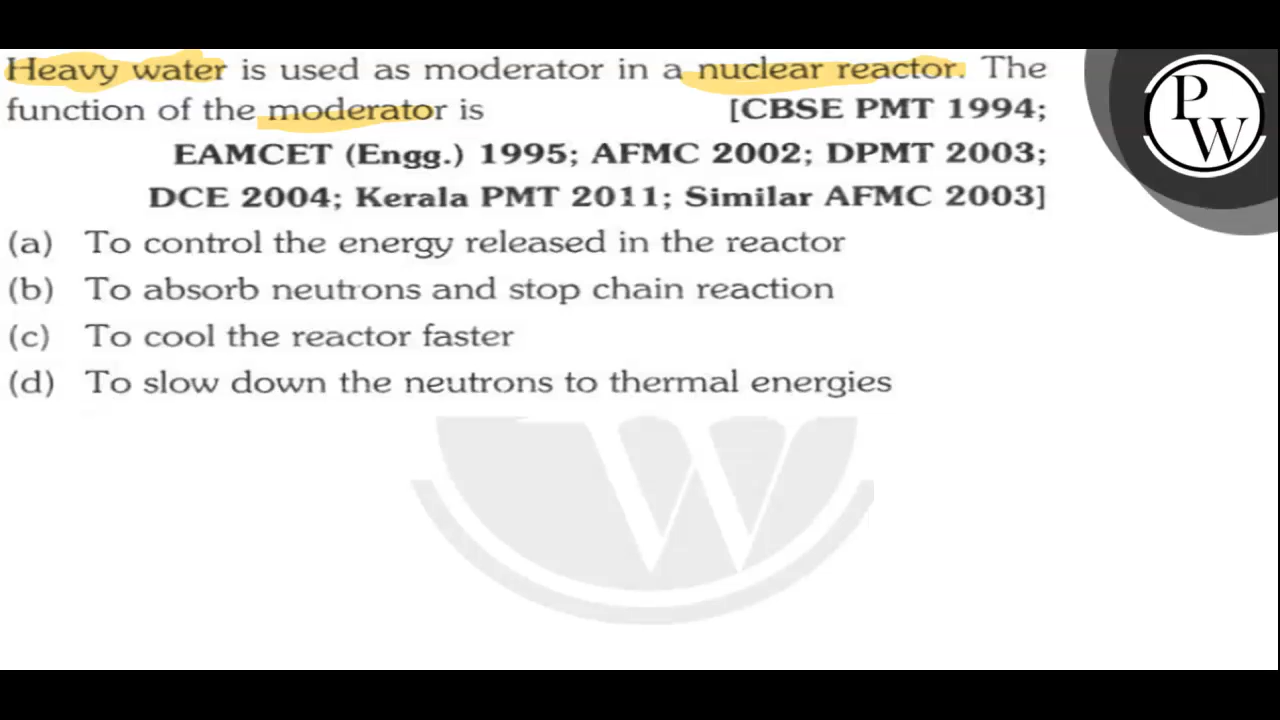 Heavy water is used as moderator in a nuclear reactor. The
function of the moderator is [CBSE PMT 1994;
EAMCET (Engg.) 1995; AFMC 2002; DPMT 2003;
DCE 2004; Kerala PMT 2011; Similar AFMC 2003]
(a) To control the energy released in the reactor
(b) To absorb neutrons and stop chain reaction
(c) To cool the reactor faster
(d) To slow down the neutrons to thermal energies
P
W
W